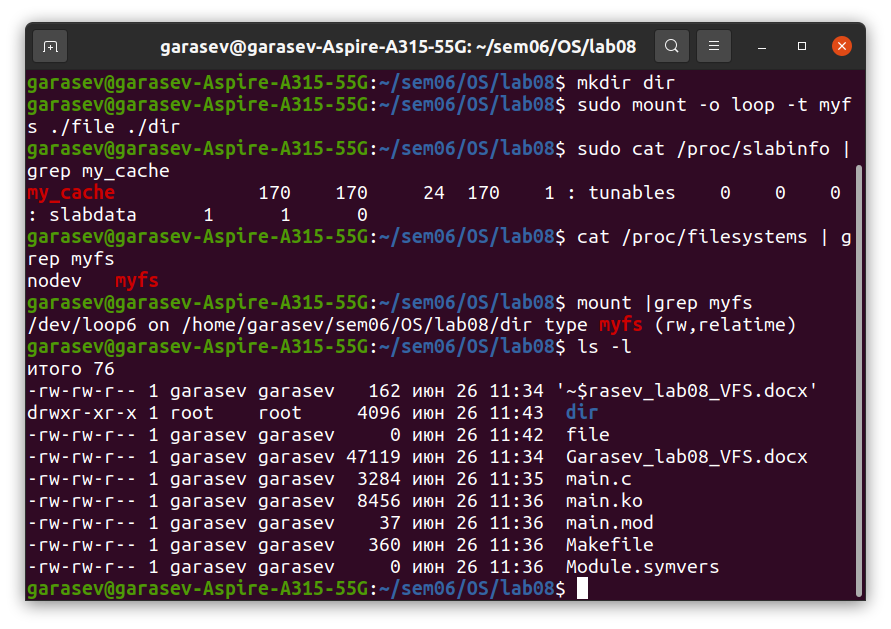 garasev@garasev-Aspire-A315-55G: ~/sem06/OS/lab08
garasev@garasev-Aspire-A315-55G:~/sem06/OS/lab08$ mkdir dir
garasev@garasev-Aspire-A315-55G:~/sem06/OS/lab08$ sudo mount -o loop -t myf
s ./file ./dir
garasev@garasev-Aspire-A315-55G:~/sem06/OS/lab08$ sudo cat /proc/slabinfo |
grep my_cache
my_cache             170    170     24  170    1 : tunables    0    0    0
: slabdata      1      1      0
garasev@garasev-Aspire-A315-55G:~/sem06/OS/lab08$ cat /proc/filesystems | g
rep myfs
nodev   myfs
garasev@garasev-Aspire-A315-55G:~/sem06/OS/lab08$ mount |grep myfs
/dev/loop6 on /home/garasev/sem06/OS/lab08/dir type myfs (rw,relatime)
garasev@garasev-Aspire-A315-55G:~/sem06/OS/lab08$ ls -l
итого 76
-rw-rw-r-- 1 garasev garasev   162 июн 26 11:34 '~$rasev_lab08_VFS.docx'
drwxr-xr-x 1 root    root     4096 июн 26 11:43  dir
-rw-rw-r-- 1 garasev garasev     0 июн 26 11:42  file
-rw-rw-r-- 1 garasev garasev 47119 июн 26 11:34  Garasev_lab08_VFS.docx
-rw-rw-r-- 1 garasev garasev  3284 июн 26 11:35  main.c
-rw-rw-r-- 1 garasev garasev  8456 июн 26 11:36  main.ko
-rw-rw-r-- 1 garasev garasev    37 июн 26 11:36  main.mod
-rw-rw-r-- 1 garasev garasev   360 июн 26 11:36  Makefile
-rw-rw-r-- 1 garasev garasev     0 июн 26 11:36  Module.symvers
garasev@garasev-Aspire-A315-55G:~/sem06/OS/lab08$